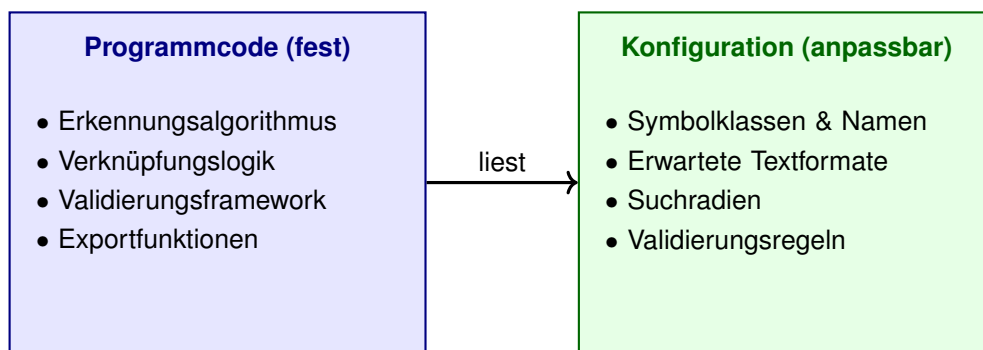 Programmcode (fest)
• Erkennungsalgorithmus
• Verknüpfungslogik
• Validierungsframework
• Exportfunktionen
liest
Konfiguration (anpassbar)
• Symbolklassen & Namen
• Erwartete Textformate
• Suchradien
• Validierungsregeln